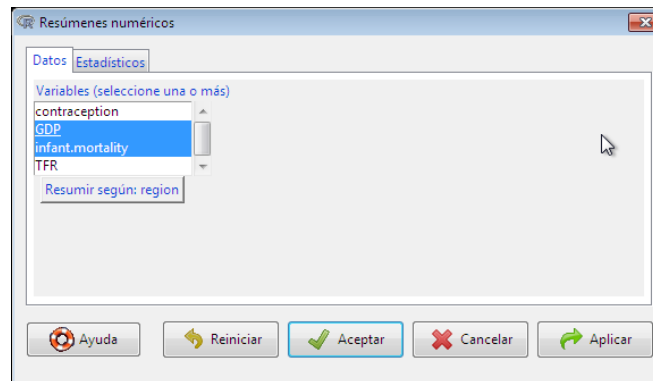 Resúmenes numéricos
Datos Estadísticos
Variables (seleccione una o más)
contraception
GDP
infant.mortality
TFR
Resumir según: region
Ayuda Reiniciar Aceptar Cancelar Aplicar